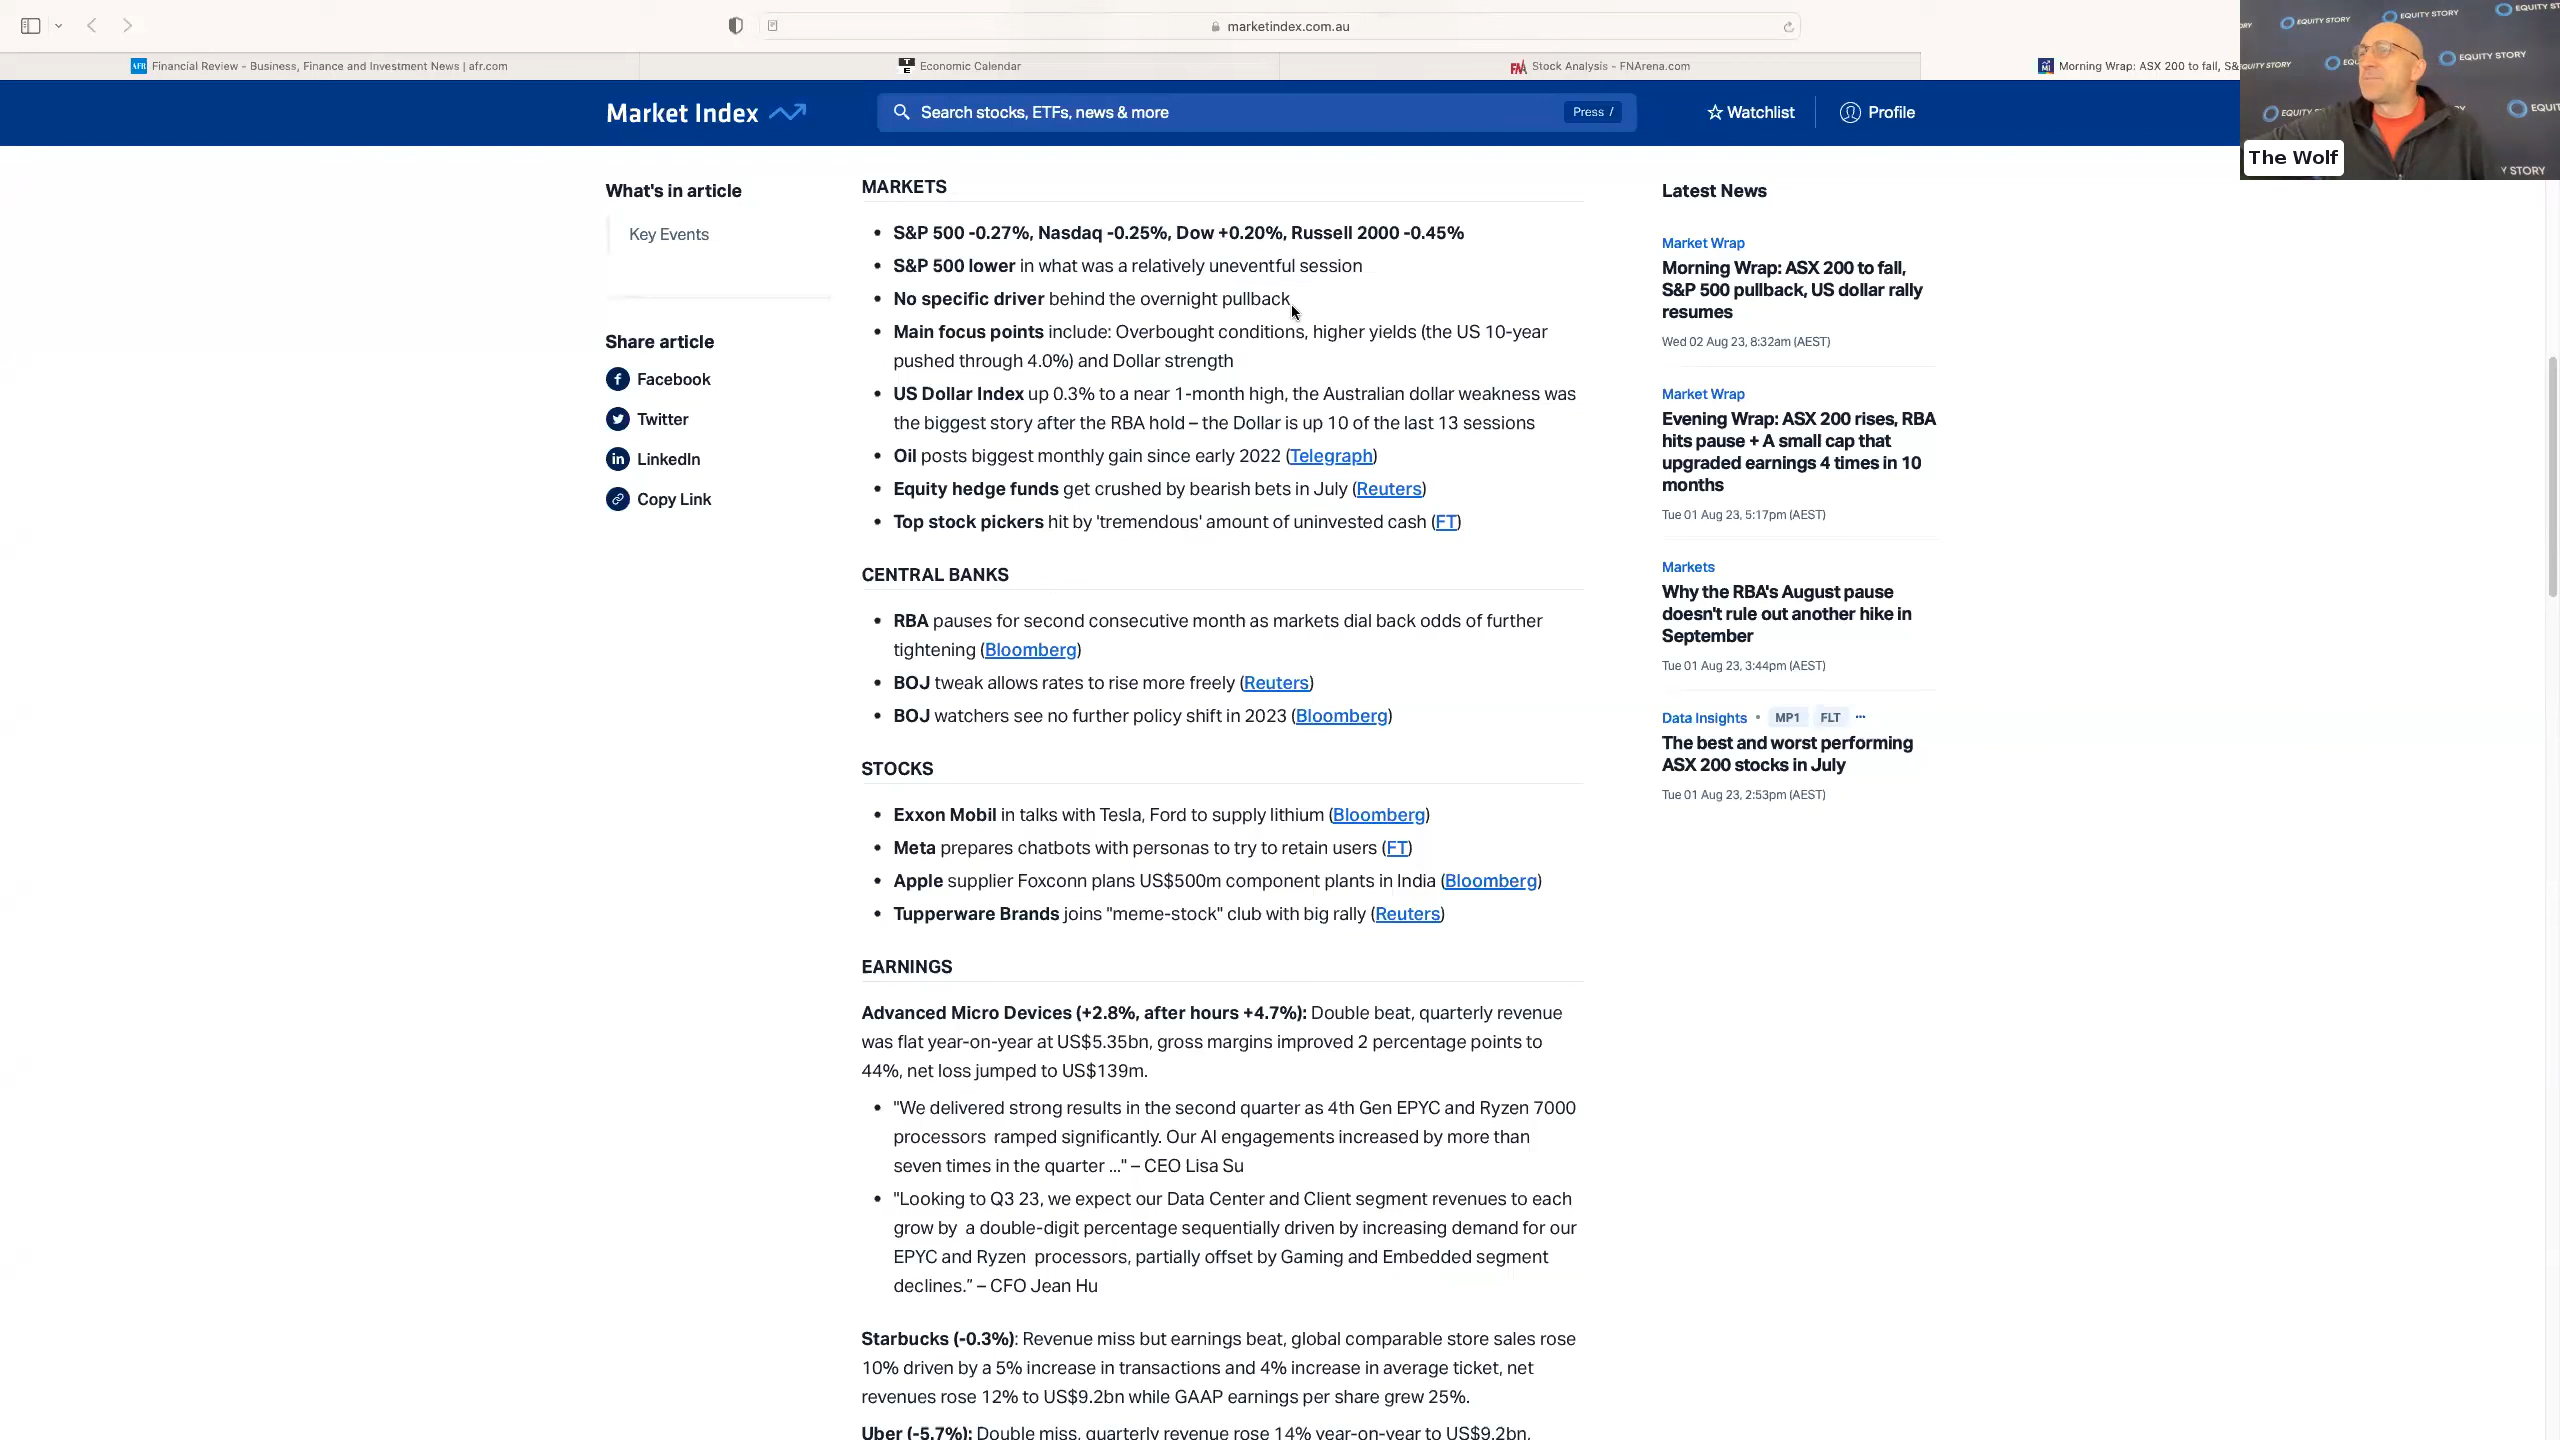 marketindex.com.au
AFR Financial Review - Business, Finance and Investment News | afr.com
Economic Calendar
FNA Stock Analysis - FNArena.com
Morning Wrap: ASX 200 to fall, S&
EQUITY STORY
EQUITY STORY
EQUITY STORY
EQUITY STORY
Y STORY
The Wolf
Market Index
Search stocks, ETFs, news & more
Press /
Watchlist
Profile
What's in article
Key Events
Share article
Facebook
Twitter
LinkedIn
Copy Link
MARKETS
• S&P 500 -0.27%, Nasdaq -0.25%, Dow +0.20%, Russell 2000 -0.45%
• S&P 500 lower in what was a relatively uneventful session
• No specific driver behind the overnight pullback
• Main focus points include: Overbought conditions, higher yields (the US 10-year
pushed through 4.0%) and Dollar strength
• US Dollar Index up 0.3% to a near 1-month high, the Australian dollar weakness was
the biggest story after the RBA hold – the Dollar is up 10 of the last 13 sessions
• Oil posts biggest monthly gain since early 2022 (Telegraph)
• Equity hedge funds get crushed by bearish bets in July (Reuters)
• Top stock pickers hit by 'tremendous' amount of uninvested cash (FT)
CENTRAL BANKS
• RBA pauses for second consecutive month as markets dial back odds of further
tightening (Bloomberg)
• BOJ tweak allows rates to rise more freely (Reuters)
• BOJ watchers see no further policy shift in 2023 (Bloomberg)
STOCKS
• Exxon Mobil in talks with Tesla, Ford to supply lithium (Bloomberg)
• Meta prepares chatbots with personas to try to retain users (FT)
• Apple supplier Foxconn plans US$500m component plants in India (Bloomberg)
• Tupperware Brands joins "meme-stock" club with big rally (Reuters)
EARNINGS
Advanced Micro Devices (+2.8%, after hours +4.7%): Double beat, quarterly revenue
was flat year-on-year at US$5.35bn, gross margins improved 2 percentage points to
44%, net loss jumped to US$139m.
• "We delivered strong results in the second quarter as 4th Gen EPYC and Ryzen 7000
processors ramped significantly. Our AI engagements increased by more than
seven times in the quarter ..." – CEO Lisa Su
• "Looking to Q3 23, we expect our Data Center and Client segment revenues to each
grow by a double-digit percentage sequentially driven by increasing demand for our
EPYC and Ryzen processors, partially offset by Gaming and Embedded segment
declines.” – CFO Jean Hu
Starbucks (-0.3%): Revenue miss but earnings beat, global comparable store sales rose
10% driven by a 5% increase in transactions and 4% increase in average ticket, net
revenues rose 12% to US$9.2bn while GAAP earnings per share grew 25%.
Uber (-5.7%): Double miss, quarterly revenue rose 14% year-on-year to US$9.2bn,
Latest News
Market Wrap
Morning Wrap: ASX 200 to fall,
S&P 500 pullback, US dollar rally
resumes
Wed 02 Aug 23, 8:32am (AEST)
Market Wrap
Evening Wrap: ASX 200 rises, RBA
hits pause + A small cap that
upgraded earnings 4 times in 10
months
Tue 01 Aug 23, 5:17pm (AEST)
Markets
Why the RBA's August pause
doesn't rule out another hike in
September
Tue 01 Aug 23, 3:44pm (AEST)
Data Insights • MP1 FLT ...
The best and worst performing
ASX 200 stocks in July
Tue 01 Aug 23, 2:53pm (AEST)